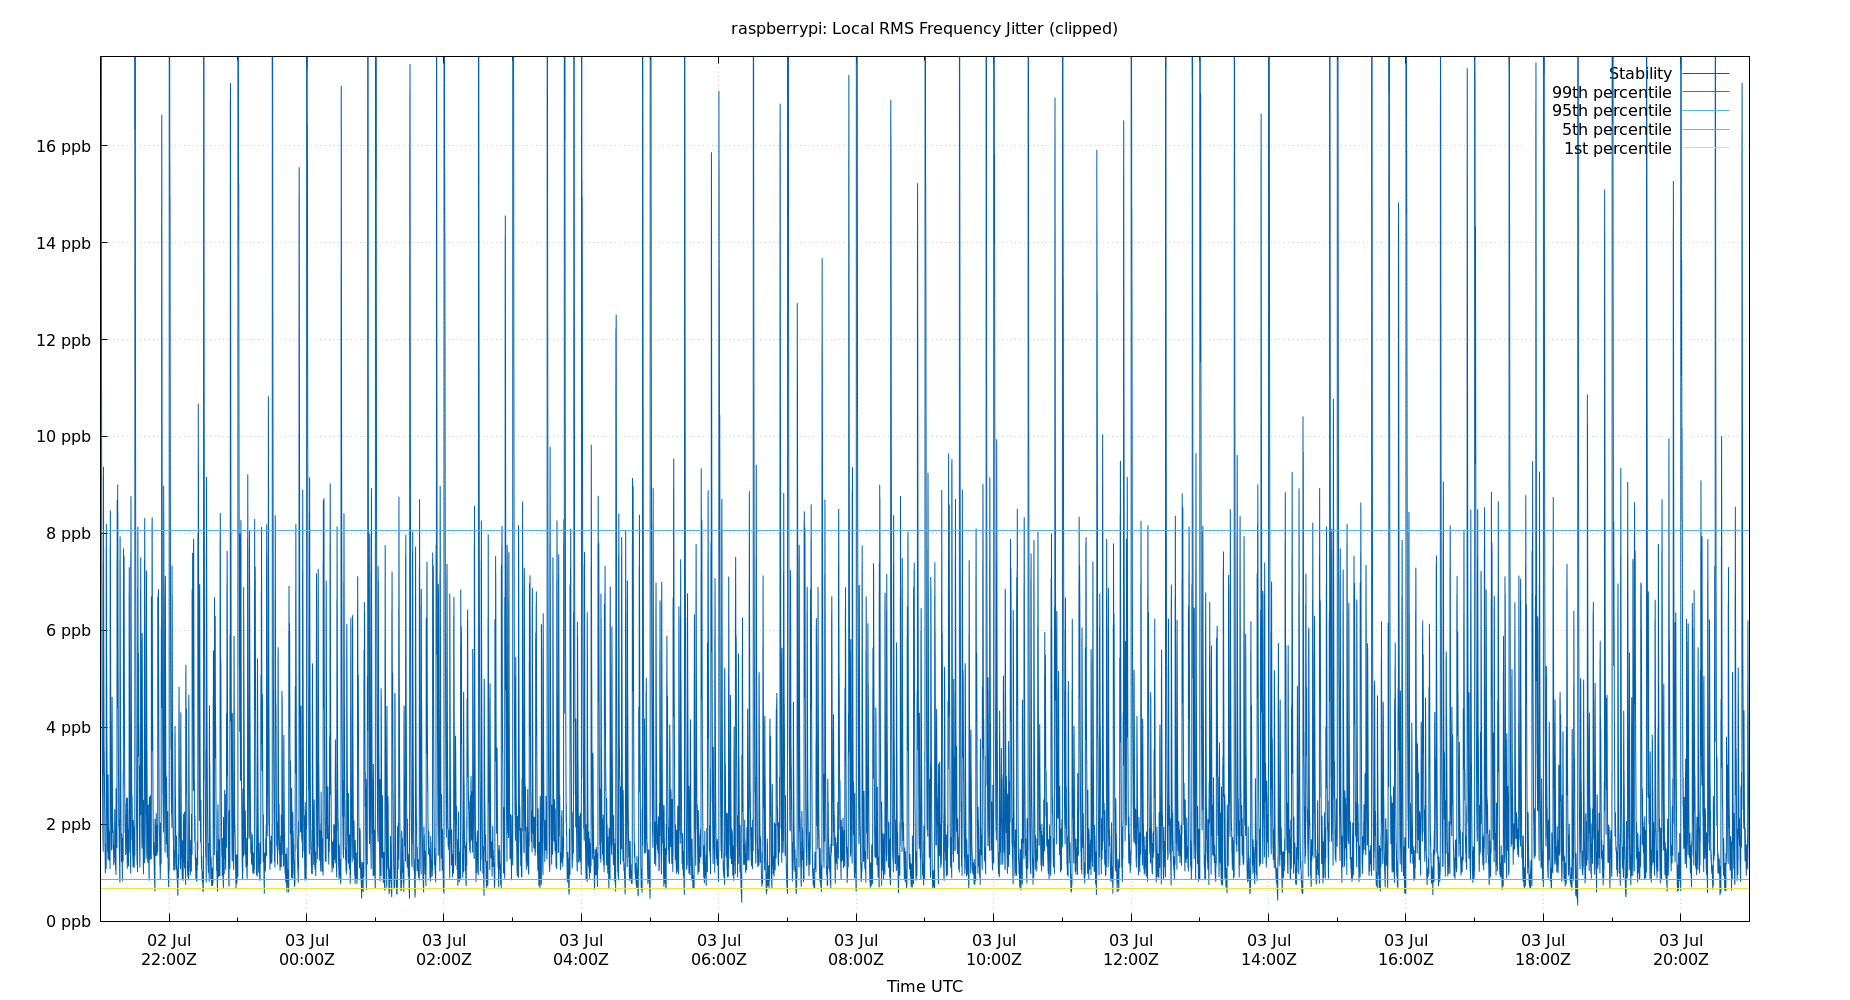 raspberrypi: Local RMS Frequency Jitter (clipped)
Stability
99th percentile
95th percentile
5th percentile
1st percentile
16 ppb
14 ppb
12 ppb
10 ppb
8 ppb
6 ppb
4 ppb
2 ppb
0 ppb
02 Jul 03 Jul 03 Jul 03 Jul 03 Jul 03 Jul 03 Jul 03 Jul 03 Jul 03 Jul 03 Jul 03 Jul
22:00Z 00:00Z 02:00Z 04:00Z 06:00Z 08:00Z 10:00Z 12:00Z 14:00Z 16:00Z 18:00Z 20:00Z
Time UTC